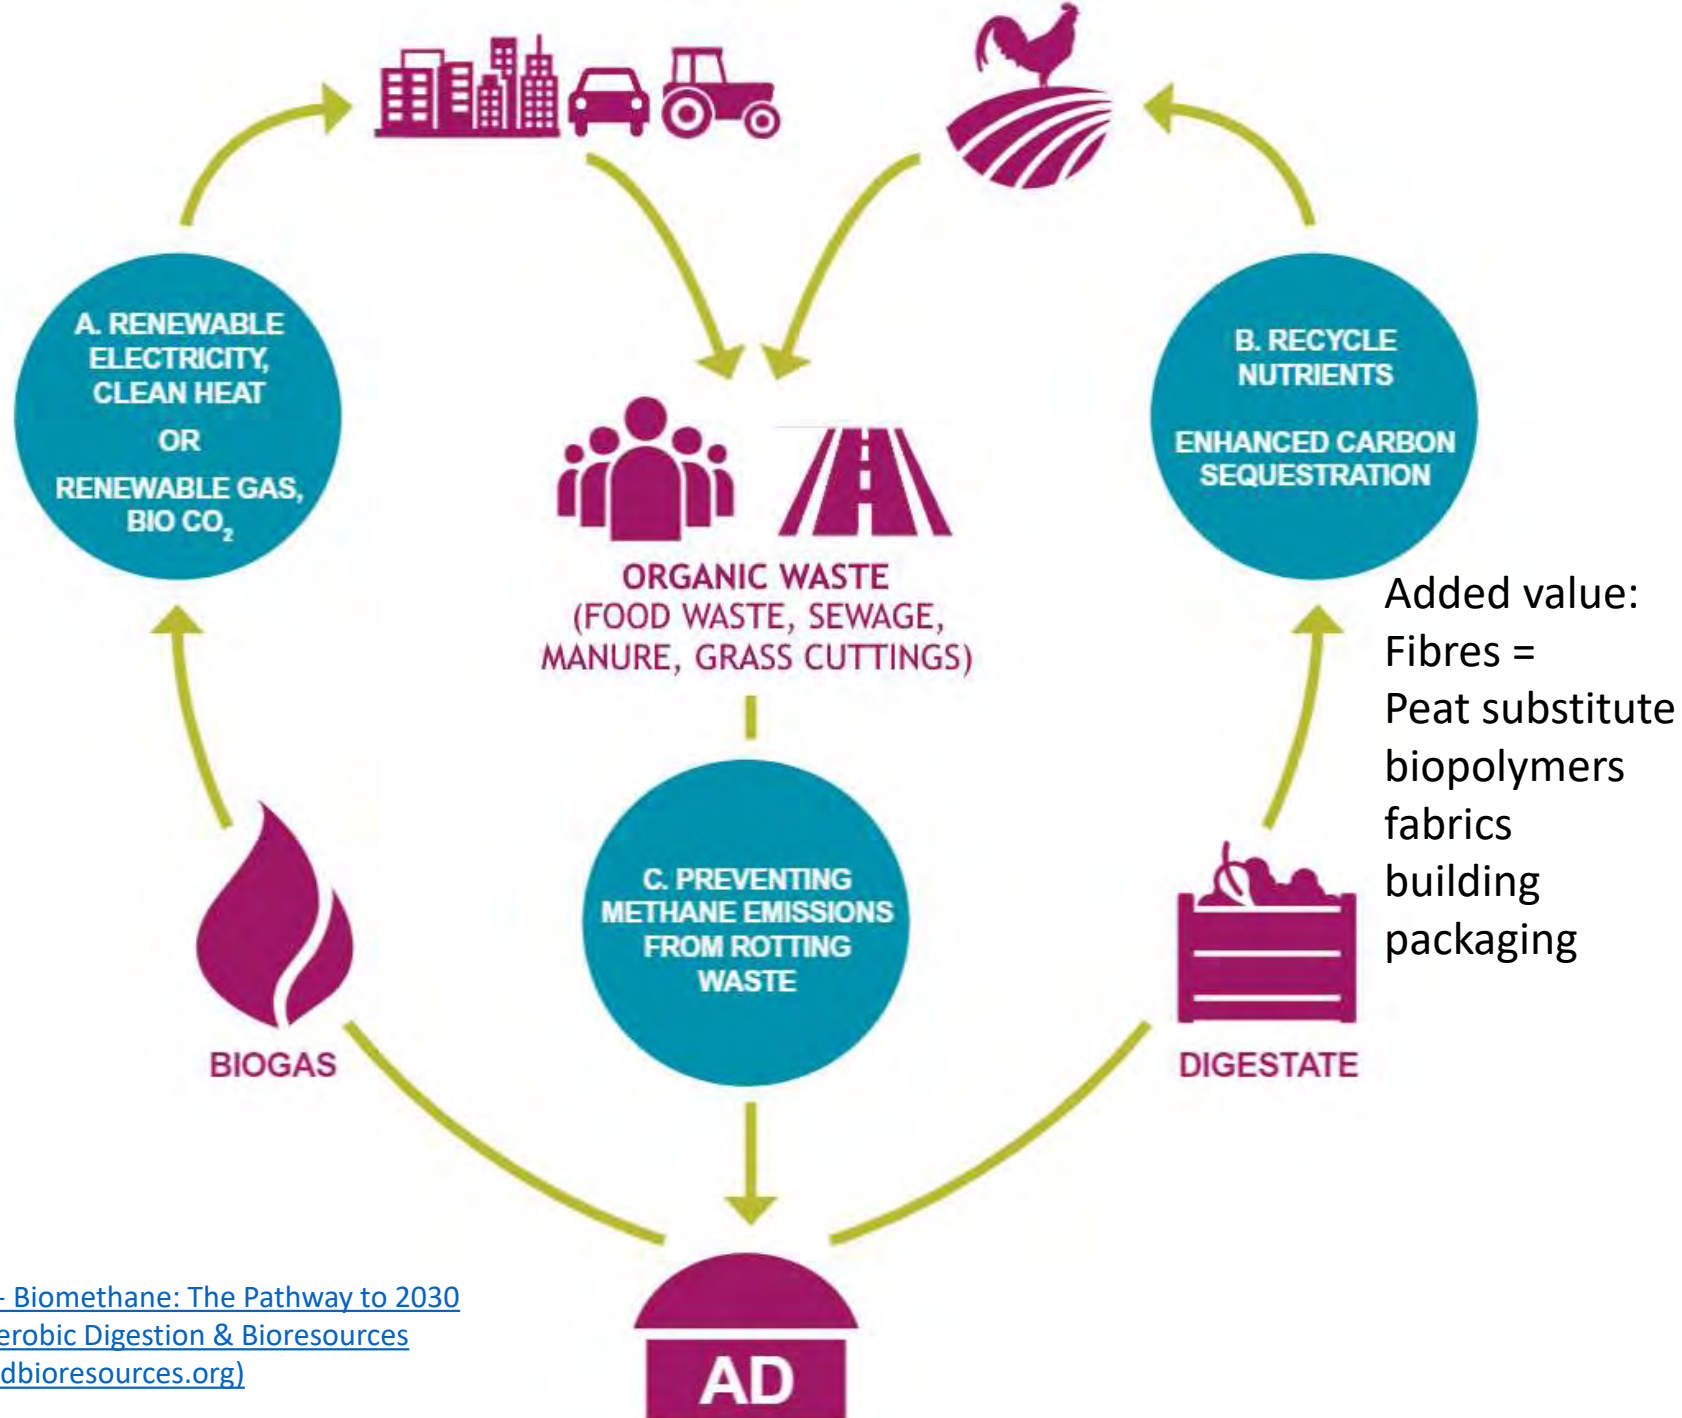 A. RENEWABLE
ELECTRICITY,
CLEAN HEAT
OR
RENEWABLE GAS,
BIO CO₂
B. RECYCLE
NUTRIENTS
ENHANCED CARBON
SEQUESTRATION
ORGANIC WASTE
(FOOD WASTE, SEWAGE,
MANURE, GRASS CUTTINGS)
Added value:
Fibres =
Peat substitute
biopolymers
fabrics
building
packaging
C. PREVENTING
METHANE EMISSIONS
FROM ROTTING
WASTE
BIOGAS
DIGESTATE
- Biomethane: The Pathway to 2030
erobic Digestion & Bioresources
dbioresources.org)
AD